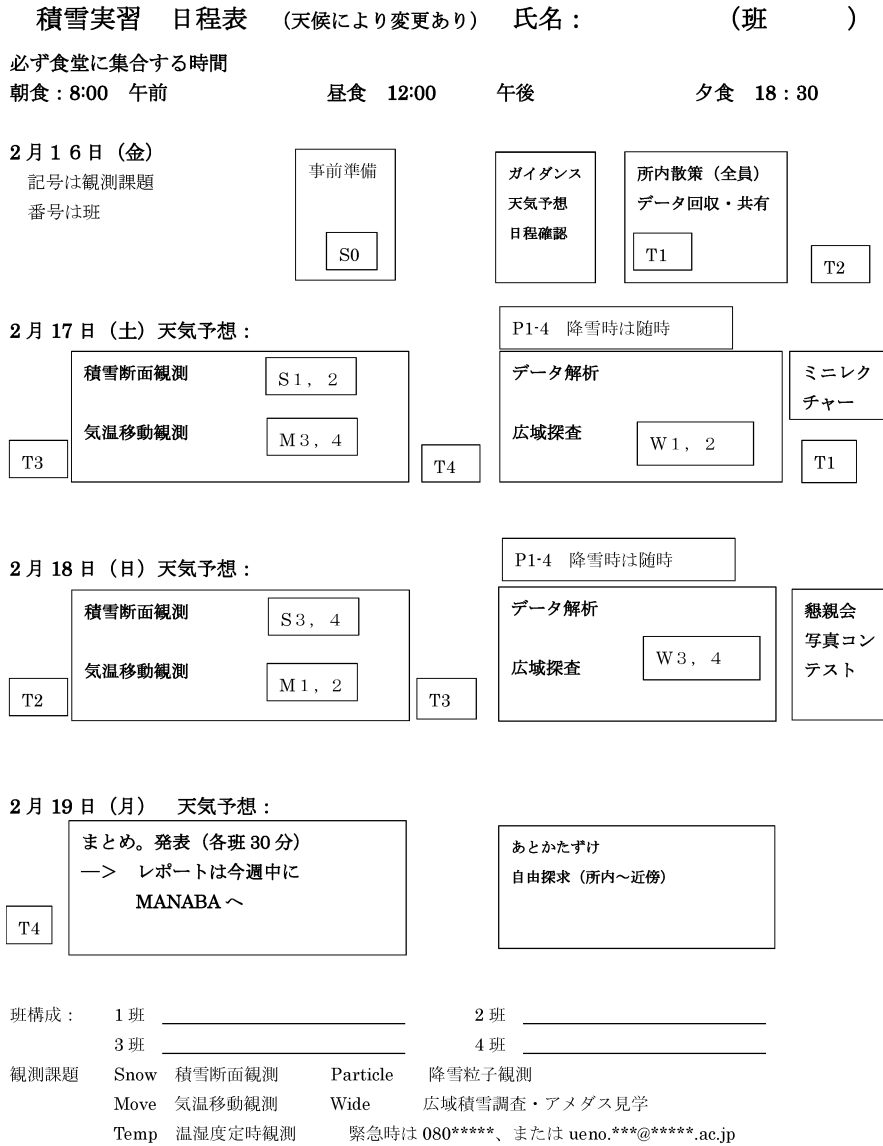 積雪実習　日程表　（天候により変更あり）　氏名：　　　　　（班　　　）
必ず食堂に集合する時間
朝食：8:00　午前　　　昼食　12:00　　　午後　　　夕食　18：30
2月１６日（金）
記号は観測課題
番号は班
事前準備
S0
ガイダンス
天気予想
日程確認
所内散策（全員）
データ回収・共有
T1
T2
2月17日（土）天気予想：
P1-4　降雪時は随時
T3
積雪断面観測　S１，２
気温移動観測　M３，４
T4
データ解析
広域探査　W１，２
ミニレク
チャー
T1
2月18日（日）天気予想：
P1-4　降雪時は随時
T2
積雪断面観測　S３，４
気温移動観測　M１，２
T3
データ解析
広域探査　W３，４
懇親会
写真コン
テスト
2月19日（月）　天気予想：
まとめ。発表（各班30分）
―＞　レポートは今週中に
MANABAへ
T4
あとかたずけ
自由探求（所内～近傍）
班構成：　1班　　　　　2班
3班　　　　　4班
観測課題　Snow　積雪断面観測　　Particle　降雪粒子観測
Move　気温移動観測　　Wide　広域積雪調査・アメダス見学
Temp　温湿度定時観測　　緊急時は080*****、またはueno.***@*****.ac.jp